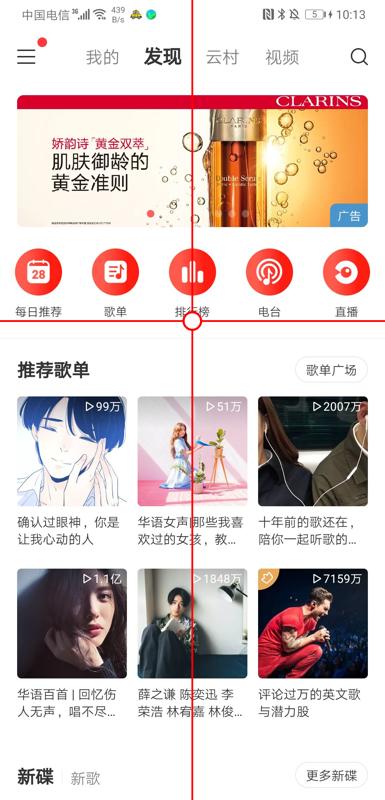 中国电信 3G 439 B/s 5 10:13
我的 发现 云村 视频
CLARINS
CLARINS
PARIS
娇韵诗「黄金双萃」
肌肤御龄的
黄金准则
Double Serum
广告
28
每日推荐 歌单 排行榜 电台 直播
推荐歌单 歌单广场
99万 51万 2007万
确认过眼神，你是
让我心动的人
华语女声|那些我喜
欢过的女孩，教...
十年前的歌还在，
陪你一起听歌的...
1.1亿 1848万 7159万
华语百首 | 回忆伤
人无声，唱不尽...
薛之谦 陈奕迅 李
荣浩 林宥嘉 林俊...
评论过万的英文歌
与潜力股
新碟 新歌 更多新碟